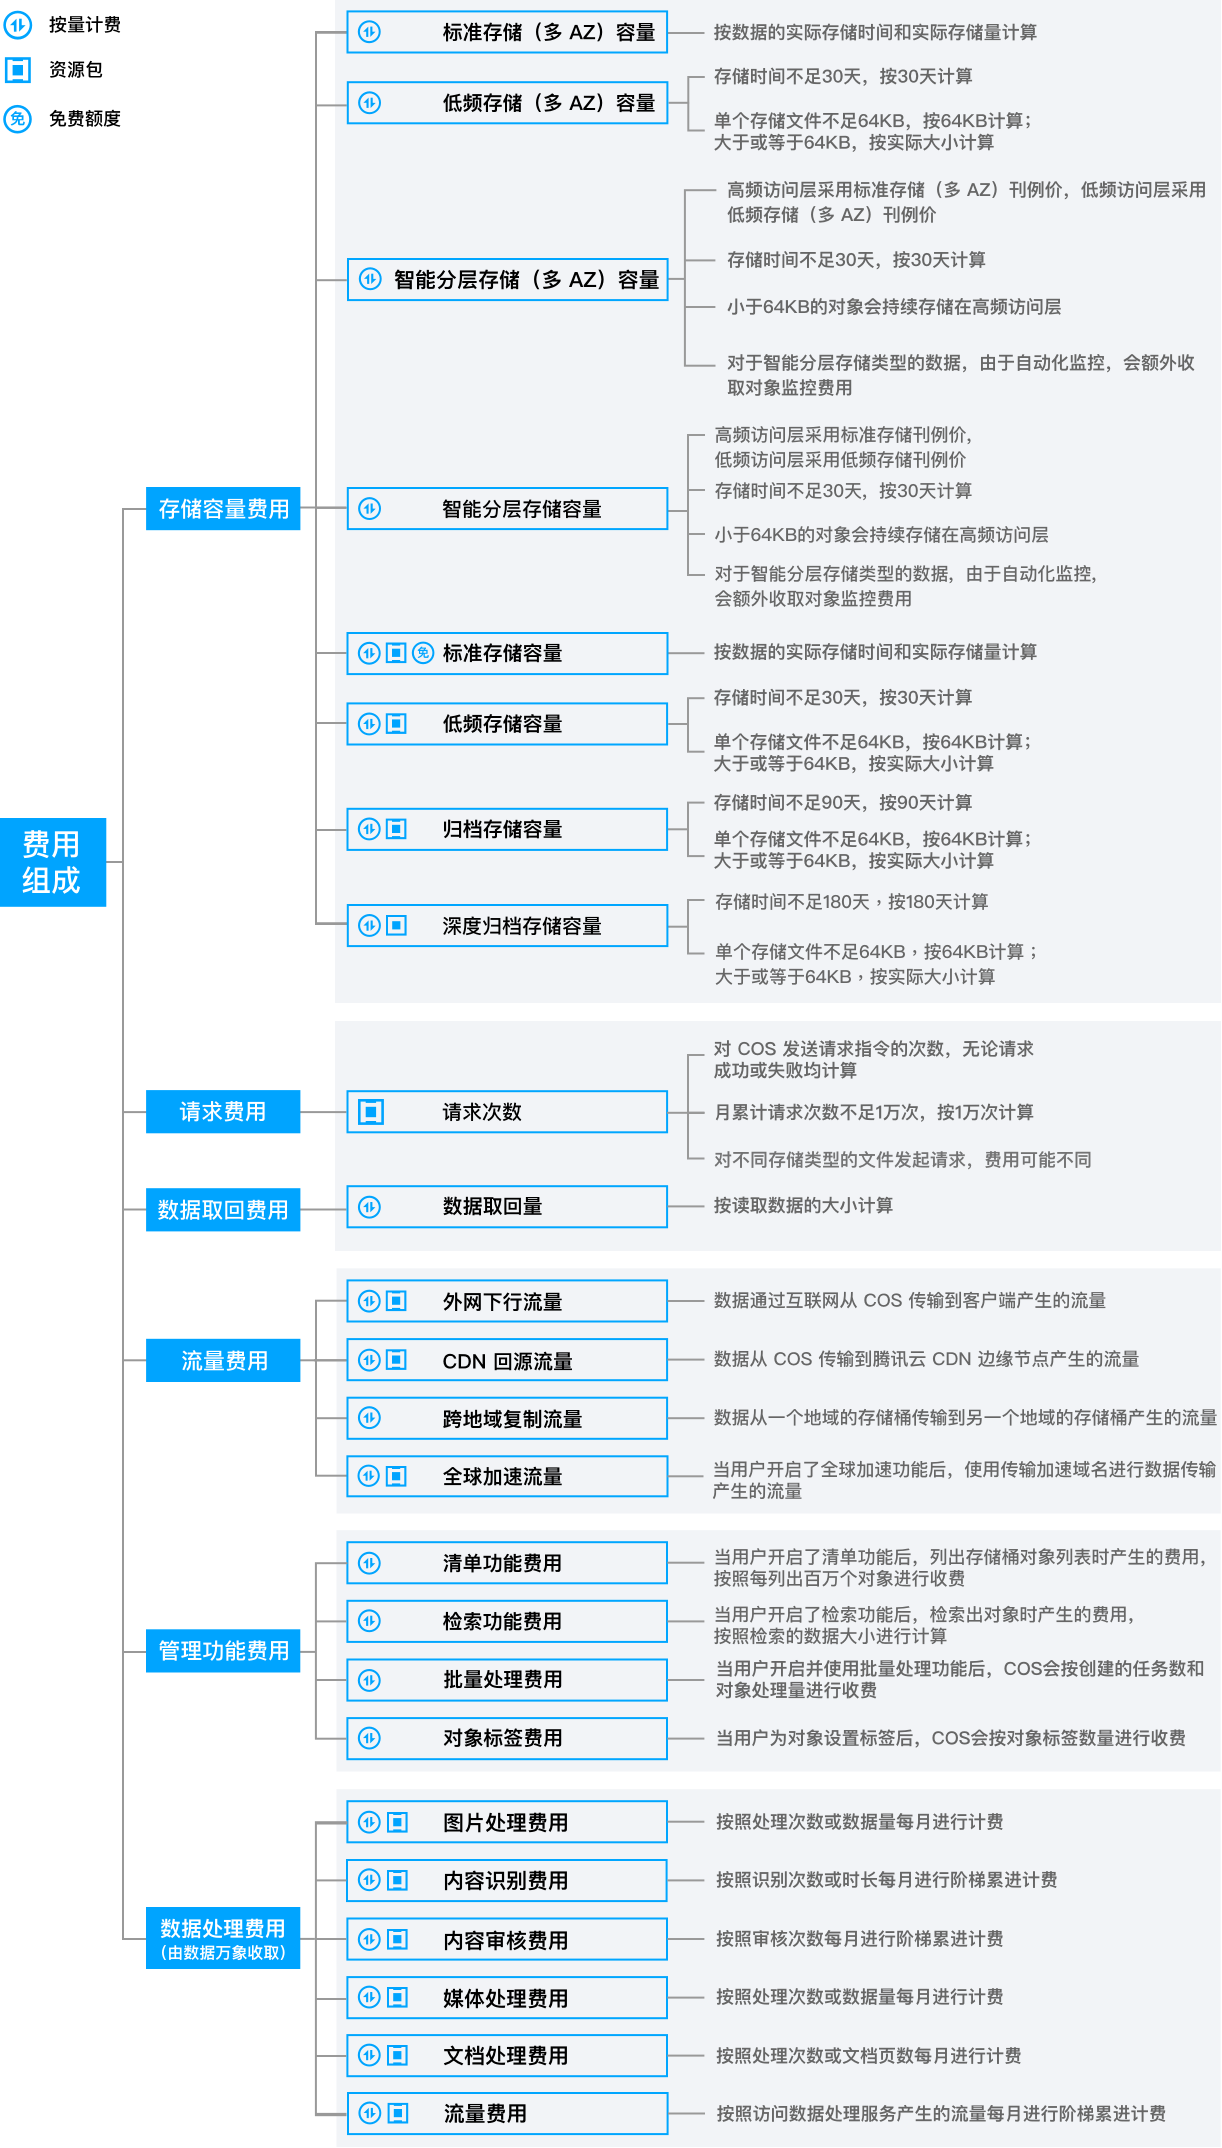 按量计费
资源包
免
免费额度
费用
组成
存储容量费用
标准存储（多 AZ）容量
按数据的实际存储时间和实际存储量计算
低频存储（多 AZ）容量
存储时间不足30天，按30天计算
单个存储文件不足64KB，按64KB计算；
大于或等于64KB，按实际大小计算
智能分层存储（多 AZ）容量
高频访问层采用标准存储（多 AZ）刊例价，低频访问层采用
低频存储（多 AZ）刊例价
存储时间不足30天，按30天计算
小于64KB的对象会持续存储在高频访问层
对于智能分层存储类型的数据，由于自动化监控，会额外收
取对象监控费用
智能分层存储容量
高频访问层采用标准存储刊例价，
低频访问层采用低频存储刊例价
存储时间不足30天，按30天计算
小于64KB的对象会持续存储在高频访问层
对于智能分层存储类型的数据，由于自动化监控，
会额外收取对象监控费用
免
标准存储容量
按数据的实际存储时间和实际存储量计算
低频存储容量
存储时间不足30天，按30天计算
单个存储文件不足64KB，按64KB计算；
大于或等于64KB，按实际大小计算
归档存储容量
存储时间不足90天，按90天计算
单个存储文件不足64KB，按64KB计算；
大于或等于64KB，按实际大小计算
深度归档存储容量
存储时间不足180天，按180天计算
单个存储文件不足64KB，按64KB计算；
大于或等于64KB，按实际大小计算
请求费用
请求次数
对 COS 发送请求指令的次数，无论请求
成功或失败均计算
月累计请求次数不足1万次，按1万次计算
对不同存储类型的文件发起请求，费用可能不同
数据取回费用
数据取回量
按读取数据的大小计算
流量费用
外网下行流量
数据通过互联网从 COS 传输到客户端产生的流量
CDN 回源流量
数据从 COS 传输到腾讯云 CDN 边缘节点产生的流量
跨地域复制流量
数据从一个地域的存储桶传输到另一个地域的存储桶产生的流量
全球加速流量
当用户开启了全球加速功能后，使用传输加速域名进行数据传输
产生的流量
管理功能费用
清单功能费用
当用户开启了清单功能后，列出存储桶对象列表时产生的费用，
按照每列出百万个对象进行收费
检索功能费用
当用户开启了检索功能后，检索出对象时产生的费用，
按照检索的数据大小进行计算
批量处理费用
当用户开启并使用批量处理功能后，COS会按创建的任务数和
对象处理量进行收费
对象标签费用
当用户为对象设置标签后，COS会按对象标签数量进行收费
数据处理费用
（由数据万象收取）
图片处理费用
按照处理次数或数据量每月进行计费
内容识别费用
按照识别次数或时长每月进行阶梯累进计费
内容审核费用
按照审核次数每月进行阶梯累进计费
媒体处理费用
按照处理次数或数据量每月进行计费
文档处理费用
按照处理次数或文档页数每月进行计费
流量费用
按照访问数据处理服务产生的流量每月进行阶梯累进计费